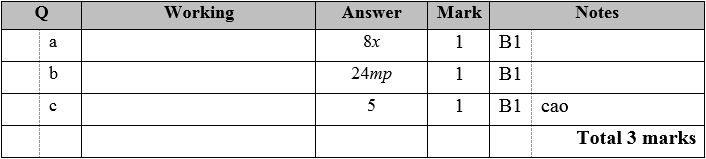 Q Working Answer Mark Notes
a 8x 1 B1
b 24mp 1 B1
c 5 1 B1 cao
Total 3 marks